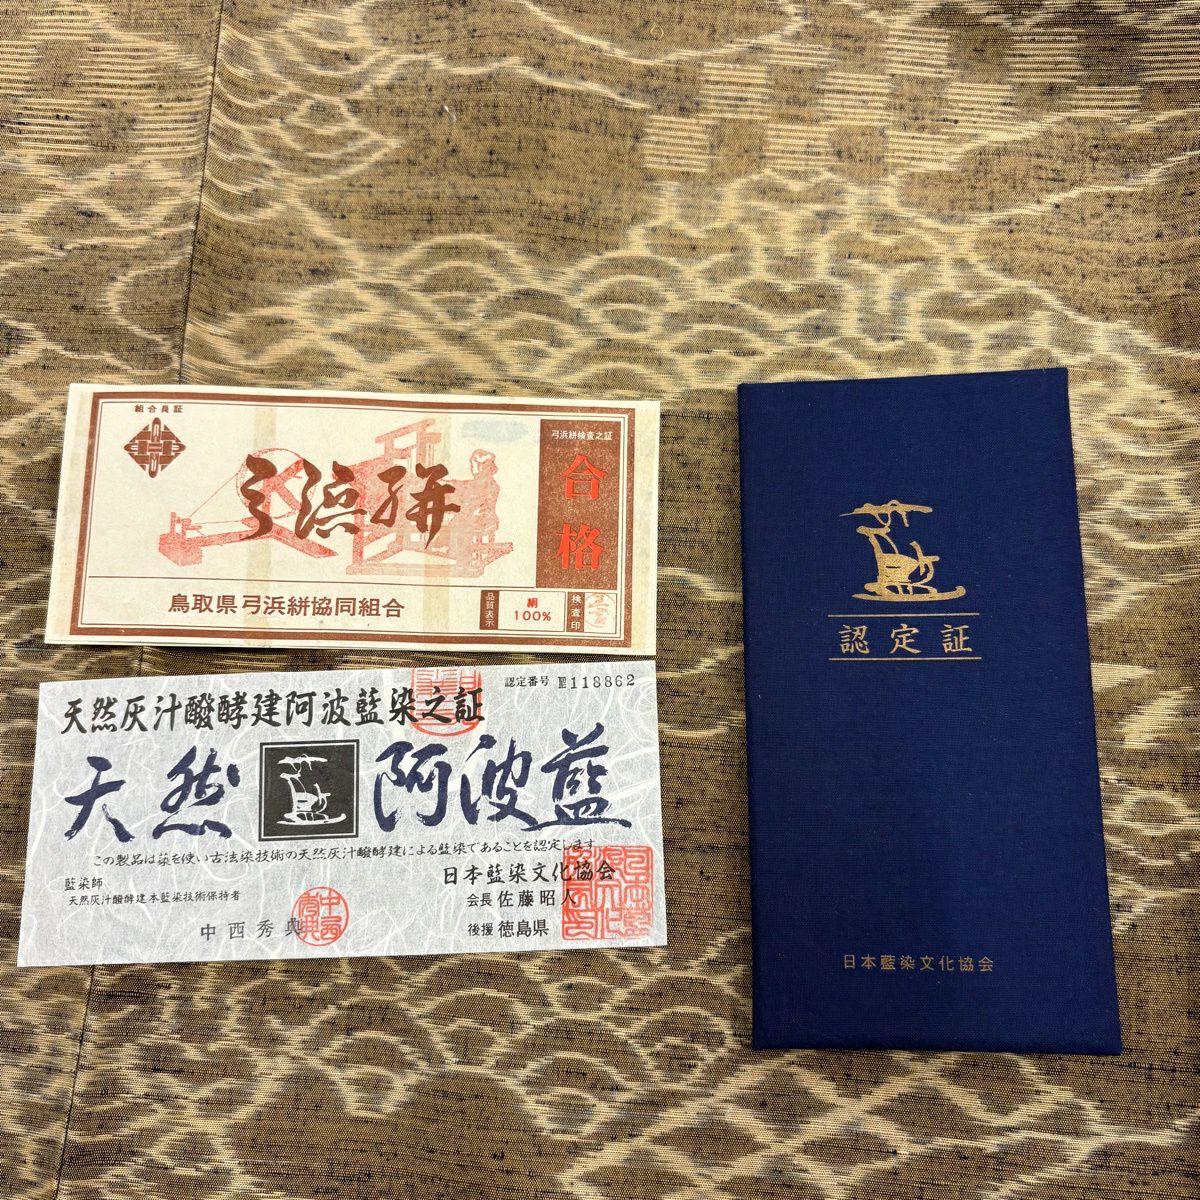 組合員証
弓浜絣
弓浜絣検査之証
合格
鳥取県弓浜絣協同組合
品質表示
絹
100%
検査印
認定番号 118862
天然灰汁醱酵建阿波藍染之証
天然 阿波藍
この製品は蒅を使い古法染技術の天然灰汁醱酵建による藍染であることを認定します
藍染師
天然灰汁醱酵建本藍染技術保持者
中西秀典
日本藍染文化協会
会長 佐藤昭人
後援 徳島県
認定証
日本藍染文化協会